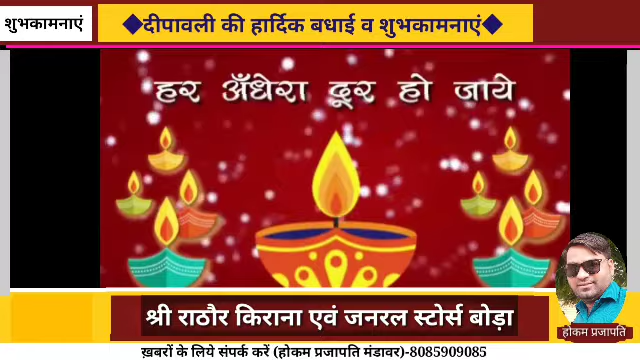 शुभकामनाएं
◆दीपावली की हार्दिक बधाई व शुभकामनाएं◆
हर अँधेरा दूर हो जाये
श्री राठौर किराना एवं जनरल स्टोर्स बोड़ा
होकम प्रजापति
ख़बरों के लिये संपर्क करें (होकम प्रजापति मंडावर)-8085909085